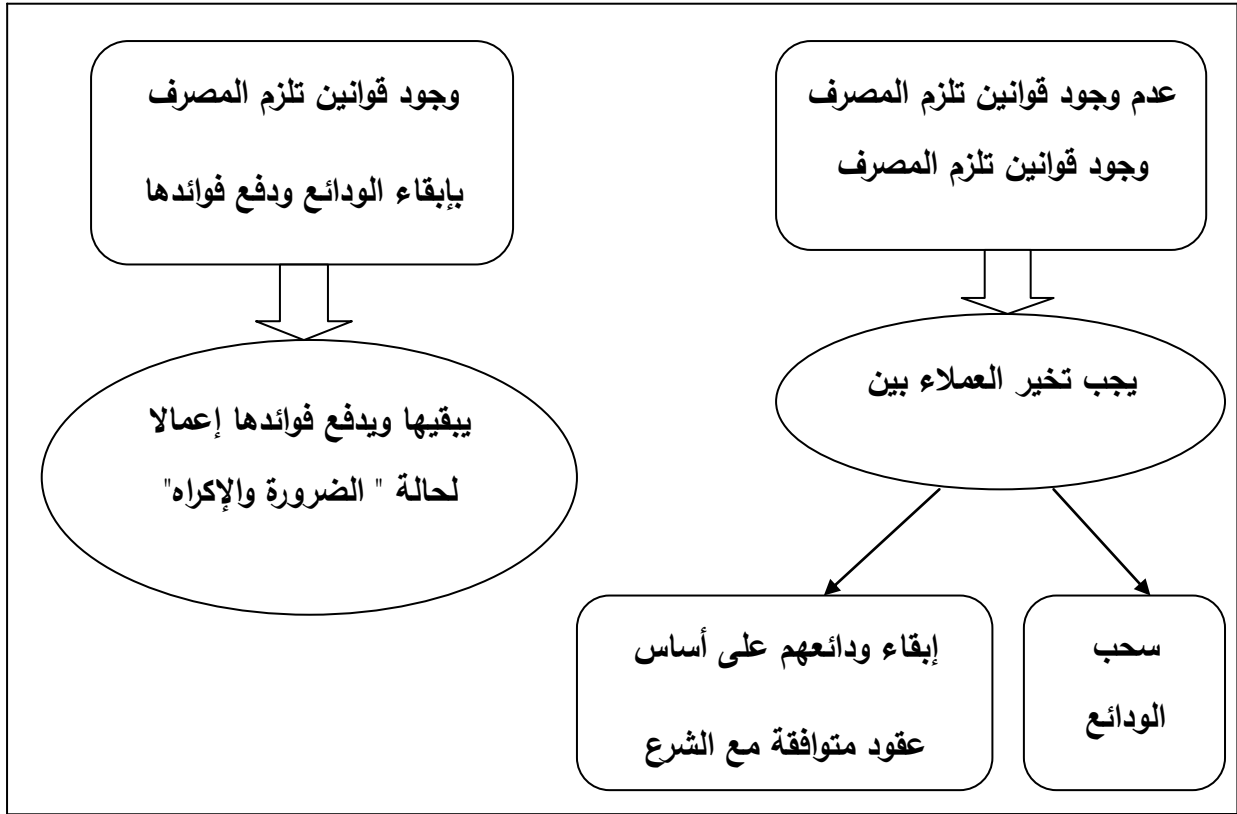 عدم وجود قوانين تلزم المصرف
وجود قوانين تلزم المصرف
يجب تخير العملاء بين
سحب
الودائع
إبقاء ودائعهم على أساس
عقود متوافقة مع الشرع
وجود قوانين تلزم المصرف
بإبقاء الودائع ودفع فوائدها
يبقيها ويدفع فوائدها إعمالا
لحالة " الضرورة والإكراه"